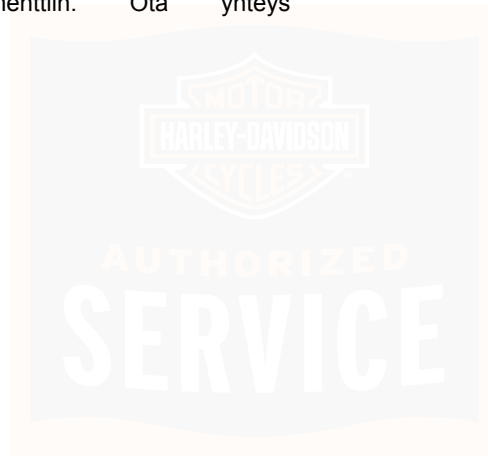 Ota yhteys
MOTOR
HARLEY-DAVIDSON
CYCLES
AUTHORIZED
SERVICE